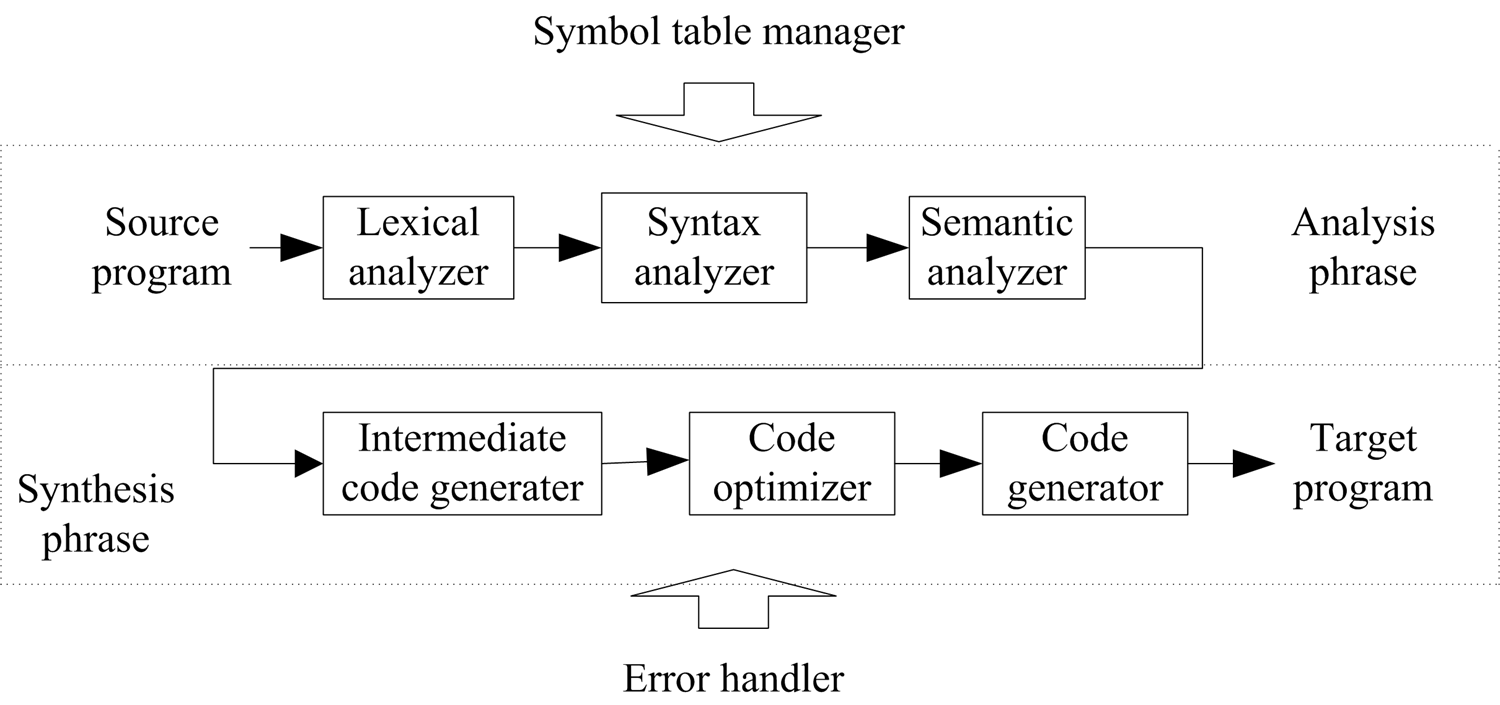 Symbol table manager
Source
program
Lexical
analyzer
Syntax
analyzer
Semantic
analyzer
Analysis
phrase
Synthesis
phrase
Intermediate
code generater
Code
optimizer
Code
generator
Target
program
Error handler